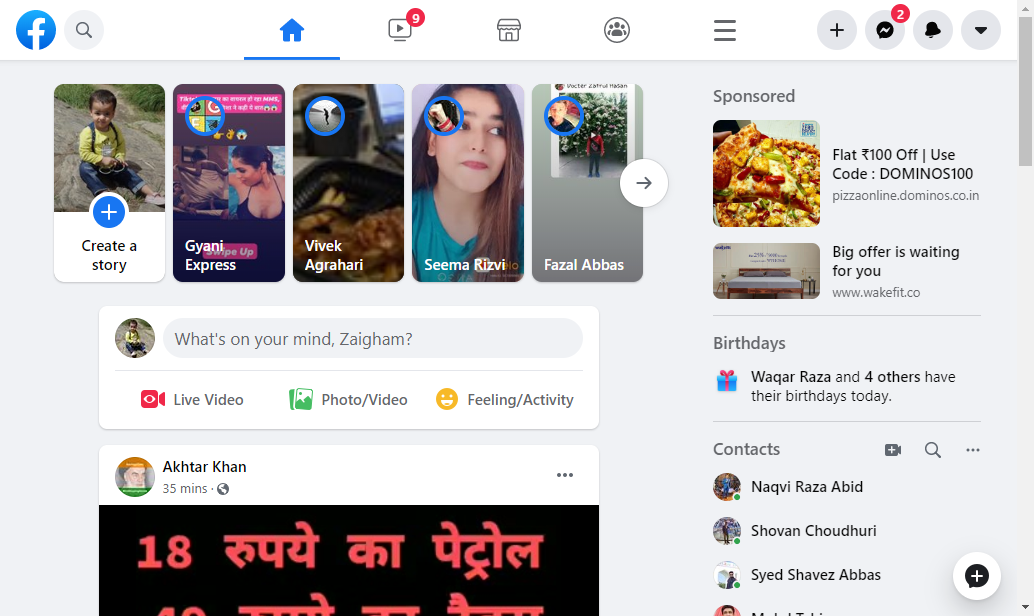 9
2
Create a
story
Gyani
Express
Swipe Up
Vivek
Agrahari
Seema Rizvi
Doctor Zafrul Hasan
Fazal Abbas
What's on your mind, Zaigham?
Live Video
Photo/Video
Feeling/Activity
Akhtar Khan
35 mins ·
18 रुपये का पेट्रोल
Sponsored
Flat ₹100 Off | Use
Code : DOMINOS100
pizzaonline.dominos.co.in
Big offer is waiting
for you
www.wakefit.co
Birthdays
Waqar Raza and 4 others have
their birthdays today.
Contacts
Naqvi Raza Abid
Shovan Choudhuri
Syed Shavez Abbas